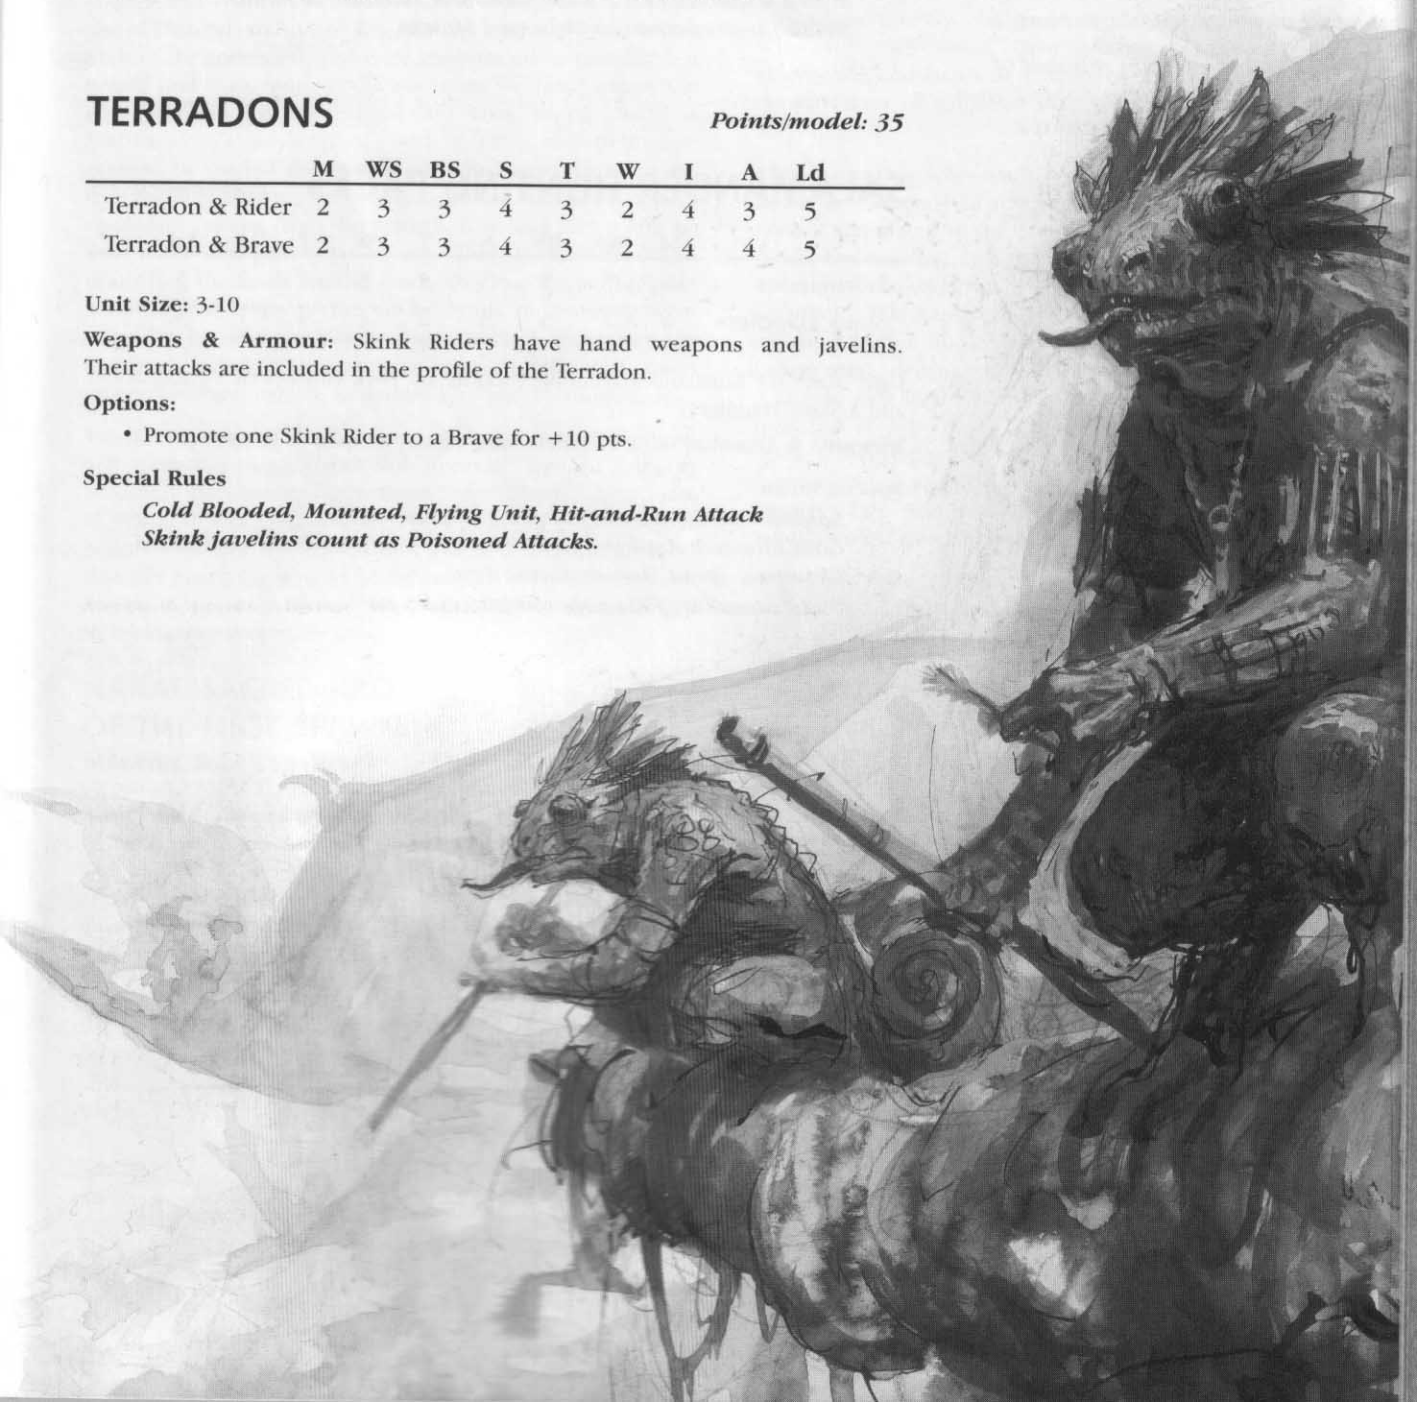 TERRADONS
Points/model: 35
M WS BS S T W I A Ld
Terradon & Rider 2 3 3 4 3 2 4 3 5
Terradon & Brave 2 3 3 4 3 2 4 4 5
Unit Size: 3-10
Weapons & Armour: Skink Riders have hand weapons and javelins.
Their attacks are included in the profile of the Terradon.
Options:
• Promote one Skink Rider to a Brave for +10 pts.
Special Rules
Cold Blooded, Mounted, Flying Unit, Hit-and-Run Attack
Skink javelins count as Poisoned Attacks.